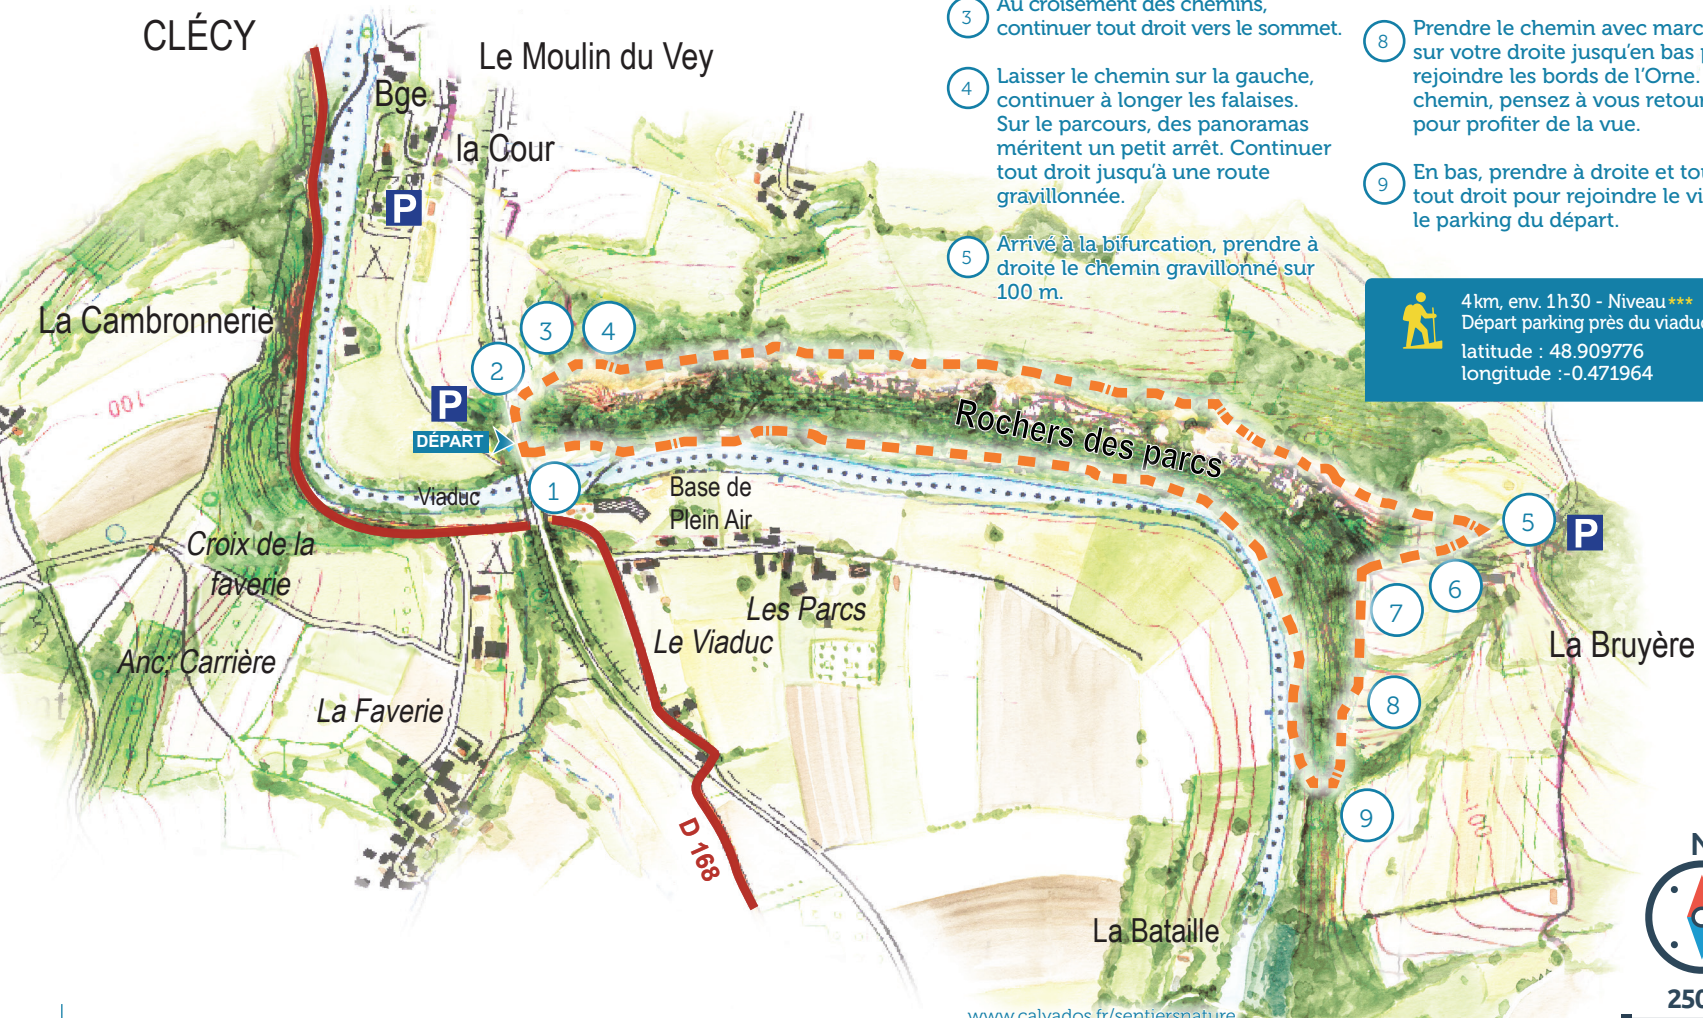 CLÉCY
Le Moulin du Vey
Bge
la Cour
P
La Cambronnerie
100
3
4
2
P
DÉPART
Viaduc
1
Base de
Plein Air
Rochers des parcs
Croix de la
faverie
Anc, Carrière
La Faverie
Les Parcs
Le Viaduc
D 168
5
P
6
7
La Bruyère
8
9
100
La Bataille
3 Au croisement des chemins,
continuer tout droit vers le sommet.
4 Laisser le chemin sur la gauche,
continuer à longer les falaises.
Sur le parcours, des panoramas
méritent un petit arrêt. Continuer
tout droit jusqu’à une route
gravillonnée.
5 Arrivé à la bifurcation, prendre à
droite le chemin gravillonné sur
100 m.
8 Prendre le chemin avec marc
sur votre droite jusqu’en bas p
rejoindre les bords de l’Orne.
chemin, pensez à vous retour
pour profiter de la vue.
9 En bas, prendre à droite et tou
tout droit pour rejoindre le vi
le parking du départ.
4km, env. 1h30 - Niveau***
Départ parking près du viaduc
latitude : 48.909776
longitude :-0.471964
N
250
www.calvados.fr/sentiersnature